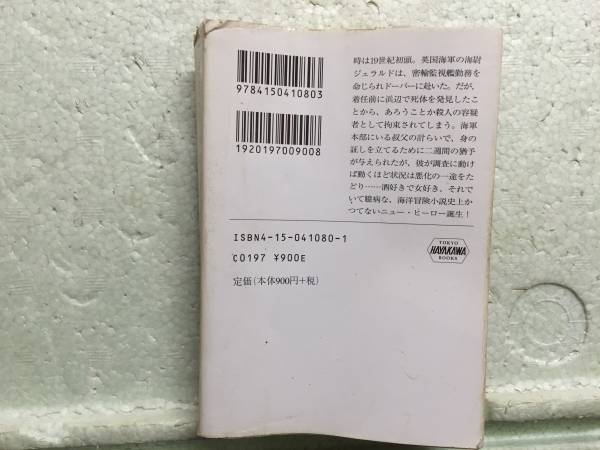 時は19世紀初頭。英国海軍の海尉
ジェラルドは、密輸監視艦勤務を
命じられドーバーに赴いた。だが、
着任前に浜辺で死体を発見したこ
とから、あろうことか殺人の容疑
者として拘束されてしまう。海軍
本部にいる叔父の計らいで、身の
証しを立てるために二週間の猶予
が与えられたが、彼が調査に動け
ば動くほど状況は悪化の一途をた
どり……酒好きで女好き、それで
いて臆病な、海洋冒険小説史上か
つてないニュー・ヒーロー誕生！
9784150410803
1920197009008
ISBN4-15-041080-1
C0197 ¥900E
定価(本体900円+税)
TOKYO
HAYAKAWA
BOOKS